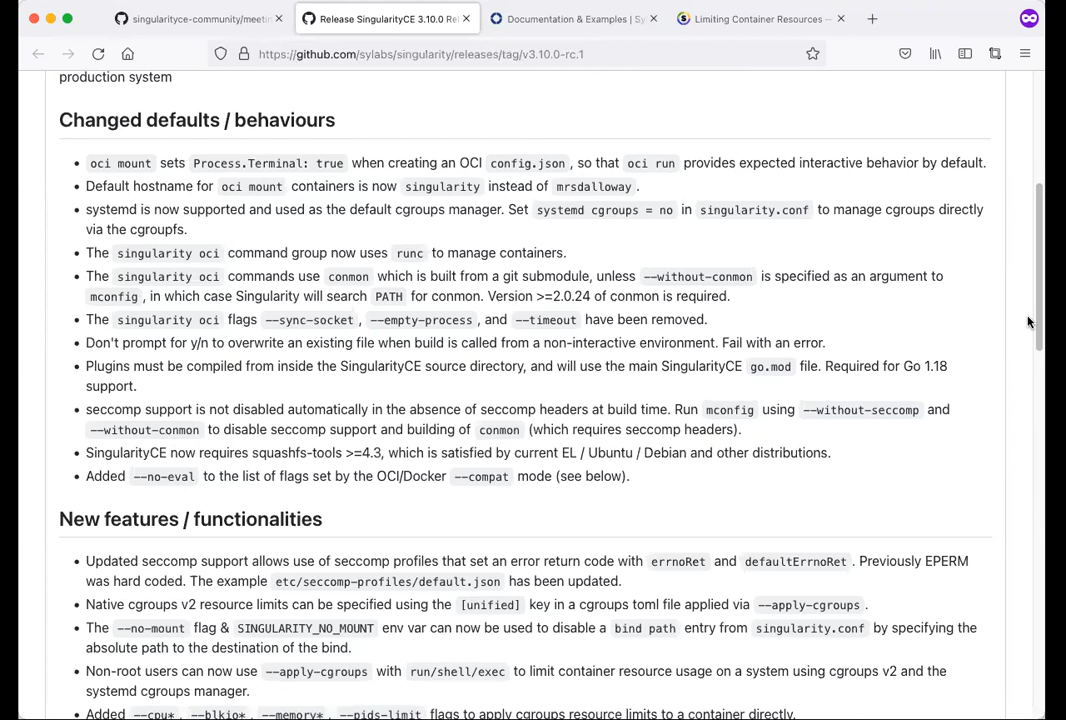 singularityce-community/meetin
Release SingularityCE 3.10.0 Re
Documentation & Examples | Sy
Limiting Container Resources —
https://github.com/sylabs/singularity/releases/tag/v3.10.0-rc.1
production system
Changed defaults / behaviours
• oci mount sets Process.Terminal: true when creating an OCI config.json, so that oci run provides expected interactive behavior by default.
• Default hostname for oci mount containers is now singularity instead of mrsdalloway.
• systemd is now supported and used as the default cgroups manager. Set systemd cgroups = no in singularity.conf to manage cgroups directly
via the cgroupfs.
• The singularity oci command group now uses runc to manage containers.
• The singularity oci commands use conmon which is built from a git submodule, unless --without-conmon is specified as an argument to
mconfig, in which case Singularity will search PATH for conmon. Version >=2.0.24 of conmon is required.
• The singularity oci flags --sync-socket, --empty-process, and --timeout have been removed.
• Don't prompt for y/n to overwrite an existing file when build is called from a non-interactive environment. Fail with an error.
• Plugins must be compiled from inside the SingularityCE source directory, and will use the main SingularityCE go.mod file. Required for Go 1.18
support.
• seccomp support is not disabled automatically in the absence of seccomp headers at build time. Run mconfig using --without-seccomp and
--without-conmon to disable seccomp support and building of conmon (which requires seccomp headers).
• SingularityCE now requires squashfs-tools >=4.3, which is satisfied by current EL / Ubuntu / Debian and other distributions.
• Added --no-eval to the list of flags set by the OCI/Docker --compat mode (see below).
New features / functionalities
• Updated seccomp support allows use of seccomp profiles that set an error return code with errnoRet and defaultErrnoRet. Previously EPERM
was hard coded. The example etc/seccomp-profiles/default.json has been updated.
• Native cgroups v2 resource limits can be specified using the [unified] key in a cgroups toml file applied via --apply-cgroups.
• The --no-mount flag & SINGULARITY_NO_MOUNT env var can now be used to disable a bind path entry from singularity.conf by specifying the
absolute path to the destination of the bind.
• Non-root users can now use --apply-cgroups with run/shell/exec to limit container resource usage on a system using cgroups v2 and the
systemd cgroups manager.
• Added --cpu*, --blkio*, --memory*, --pids-limit flags to apply cgroups resource limits to a container directly.